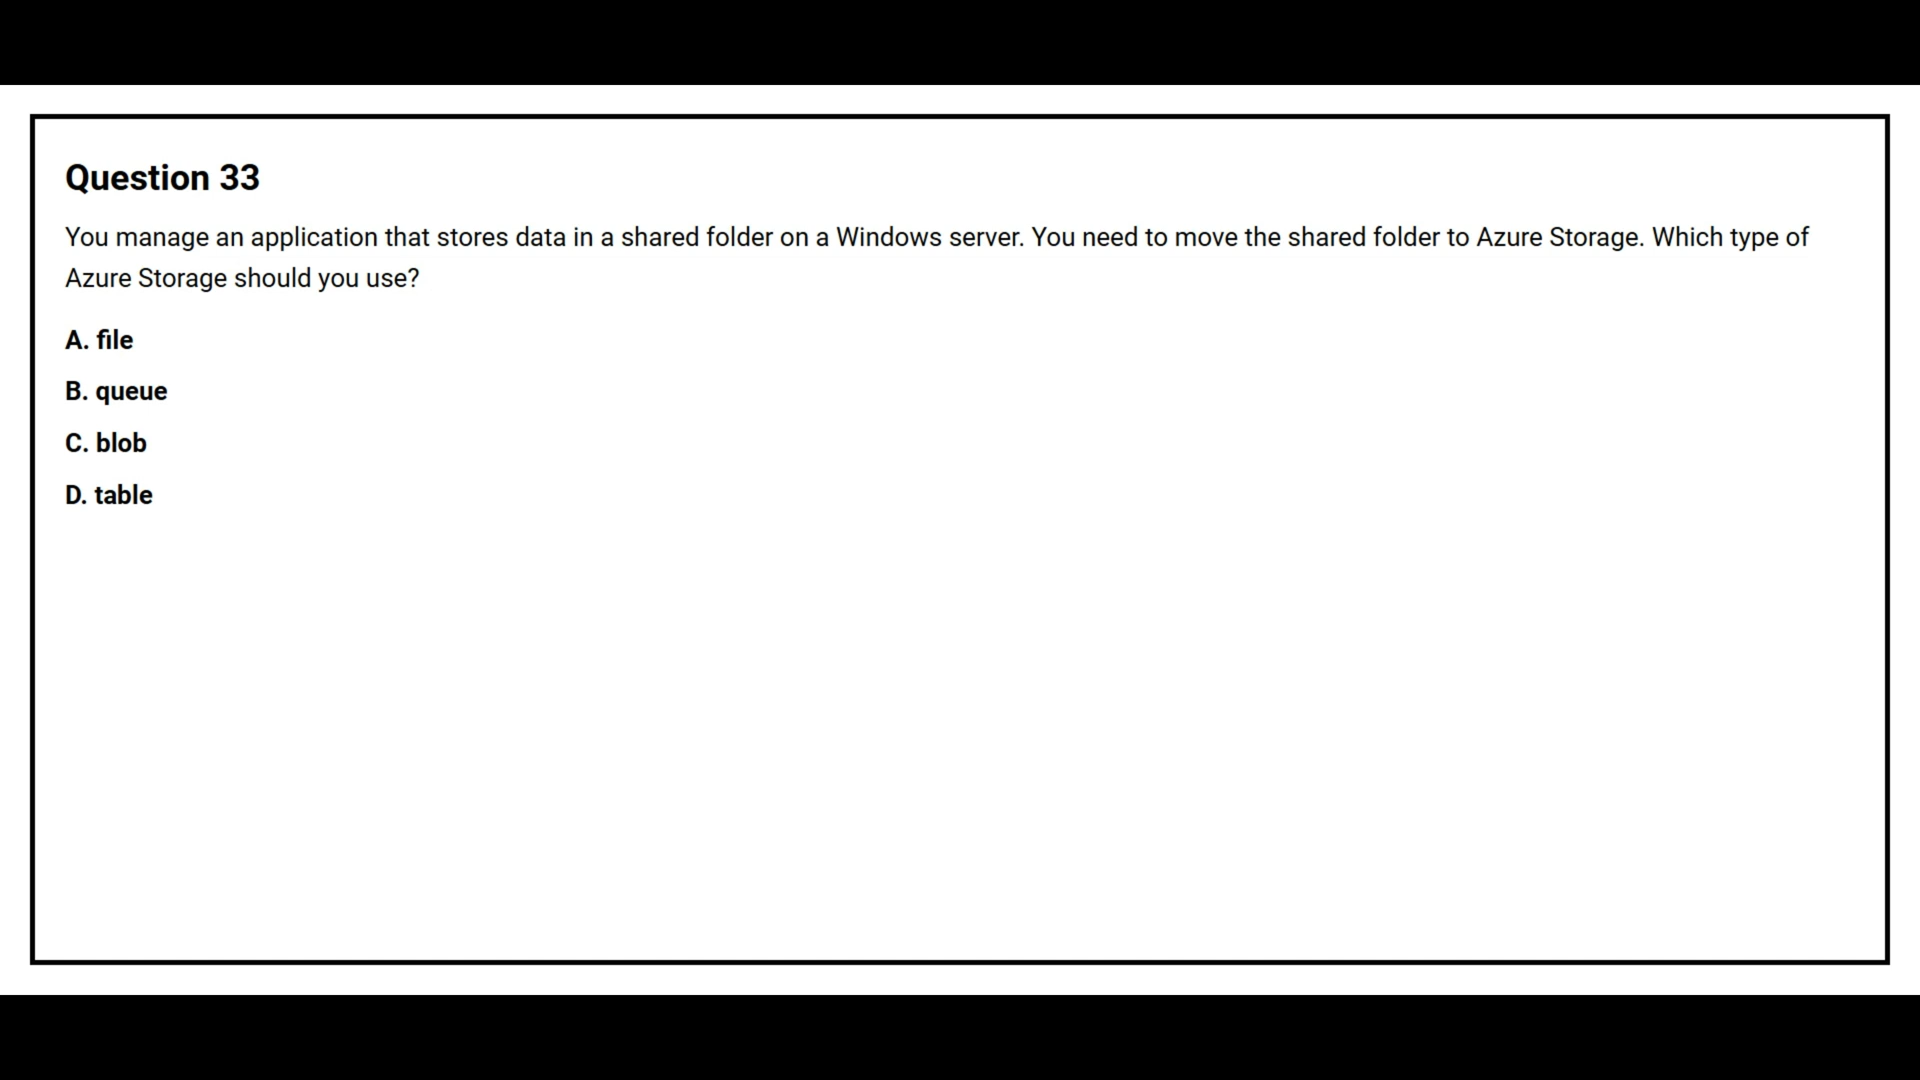 Question 33
You manage an application that stores data in a shared folder on a Windows server. You need to move the shared folder to Azure Storage. Which type of
Azure Storage should you use?
A. file
B. queue
C. blob
D. table